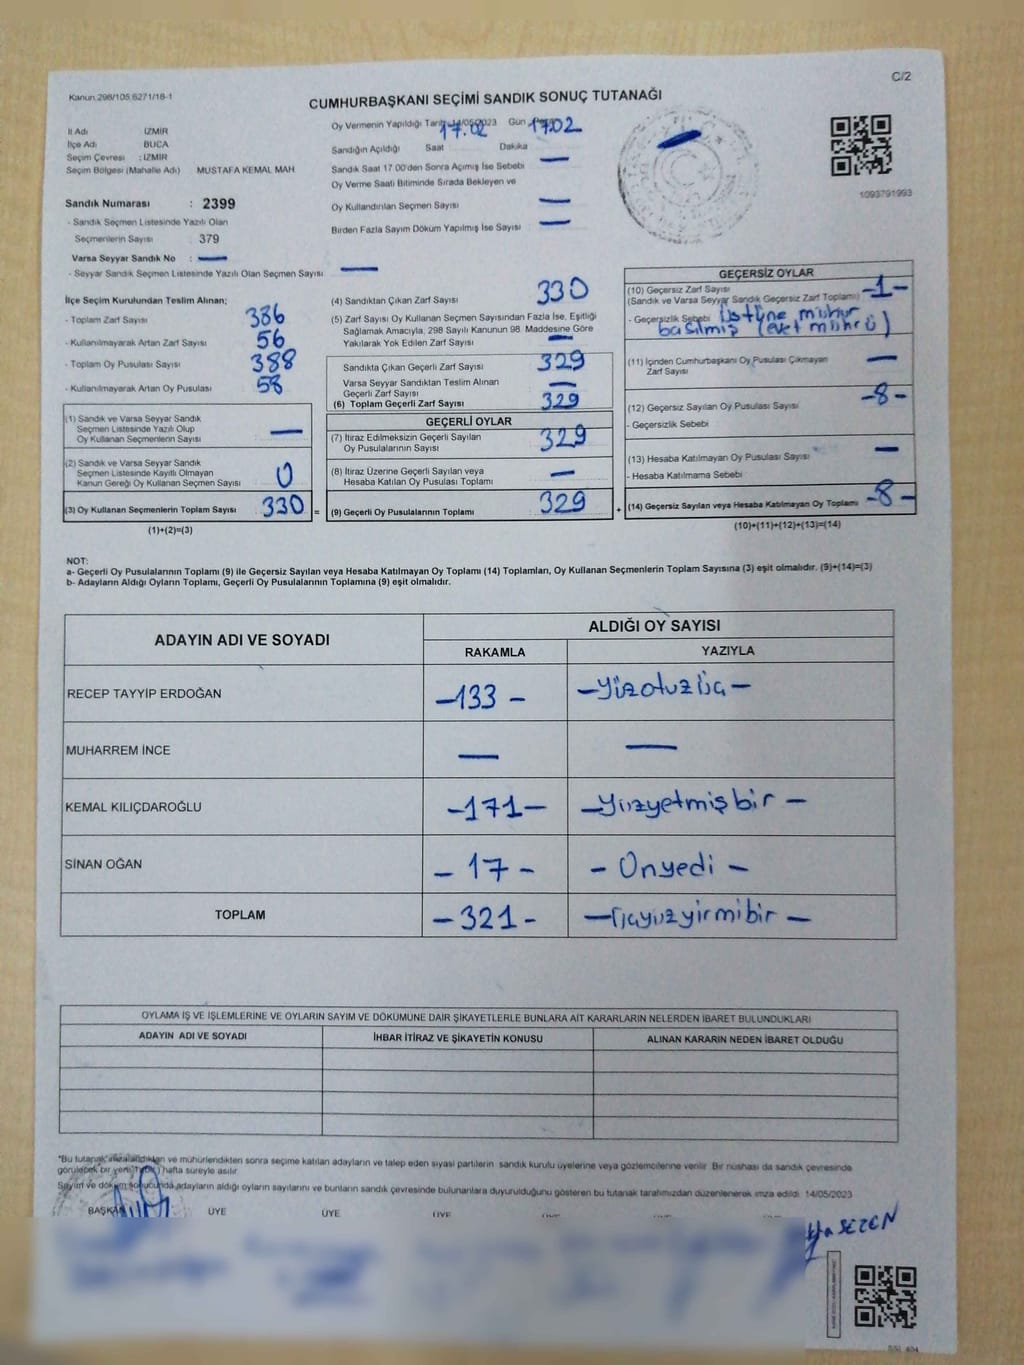 C/2
Kanun 298/105,6271/18-1
CUMHURBAŞKANI SEÇİMİ SANDIK SONUÇ TUTANAĞI
İl Adı İZMİR
İlçe Adı BUCA
Seçim Çevresi : İZMİR
Seçim Bölgesi (Mahalle Adı) MUSTAFA KEMAL MAH
Sandık Numarası : 2399
- Sandık Seçmen Listesinde Yazılı Olan
Seçmenlerin Sayısı 379
Varsa Seyyar Sandık No : —
- Seyyar Sandık Seçmen Listesinde Yazılı Olan Seçmen Sayısı —
Oy Vermenin Yapıldığı Tarih 14/05/2023 Gün
17.02 17.02
Sandığın Açıldığı Saat Dakika
Sandık Saat 17.00'den Sonra Açımış İse Sebebi —
Oy Verme Saati Bitiminde Sırada Bekleyen ve
Oy Kullandırılan Seçmen Sayısı —
Birden Fazla Sayım Döküm Yapılmış İse Sayısı —
1093791993
İlçe Seçim Kurulundan Teslim Alınan;
- Toplam Zarf Sayısı 386
- Kullanılmayarak Artan Zarf Sayısı 56
- Toplam Oy Pusulası Sayısı 388
- Kullanılmayarak Artan Oy Pusulası 58
(1) Sandık ve Varsa Seyyar Sandık
Seçmen Listesinde Yazılı Olup
Oy Kullanan Seçmenlerin Sayısı —
(2) Sandık ve Varsa Seyyar Sandık
Seçmen Listesinde Kayıtlı Olmayan
Kanun Gereği Oy Kullanan Seçmen Sayısı 0
(3) Oy Kullanan Seçmenlerin Toplam Sayısı 330 =
(1)+(2)=(3)
(4) Sandıktan Çıkan Zarf Sayısı 330
(5) Zarf Sayısı Oy Kullanan Seçmen Sayısından Fazla İse, Eşitliği
Sağlamak Amacıyla, 298 Sayılı Kanunun 98. Maddesine Göre
Yakılarak Yok Edilen Zarf Sayısı —
Sandıkta Çıkan Geçerli Zarf Sayısı 329
Varsa Seyyar Sandıktan Teslim Alınan
Geçerli Zarf Sayısı —
(6) Toplam Geçerli Zarf Sayısı 329
GEÇERLİ OYLAR
(7) İtiraz Edilmeksizin Geçerli Sayılan
Oy Pusulalarının Sayısı 329
(8) İtiraz Üzerine Geçerli Sayılan veya
Hesaba Katılan Oy Pusulası Toplamı —
(9) Geçerli Oy Pusulalarının Toplamı 329 +
GEÇERSİZ OYLAR
(10) Geçersiz Zarf Sayısı
(Sandık ve Varsa Seyyar Sandık Geçersiz Zarf Toplamı) -1-
- Geçersizlik Sebebi Üstüne mühür
basılmış (evet mührü)
(11) İçinden Cumhurbaşkanı Oy Pusulası Çıkmayan
Zarf Sayısı —
(12) Geçersiz Sayılan Oy Pusulası Sayısı -8-
- Geçersizlik Sebebi
(13) Hesaba Katılmayan Oy Pusulası Sayısı —
- Hesaba Katılmama Sebebi
(14) Geçersiz Sayılan veya Hesaba Katılmayan Oy Toplamı -8-
(10)+(11)+(12)+(13)=(14)
NOT:
a- Geçerli Oy Pusulalarının Toplamı (9) ile Geçersiz Sayılan veya Hesaba Katılmayan Oy Toplamı (14) Toplamları, Oy Kullanan Seçmenlerin Toplam Sayısına (3) eşit olmalıdır. (9)+(14)=(3)
b- Adayların Aldığı Oyların Toplamı, Geçerli Oy Pusulalarının Toplamına (9) eşit olmalıdır.
ADAYIN ADI VE SOYADI ALDIĞI OY SAYISI
RAKAMLA YAZIYLA
RECEP TAYYİP ERDOĞAN -133- -Yüzotuzüç-
MUHARREM İNCE — —
KEMAL KILIÇDAROĞLU -171- -Yüzyetmişbir-
SİNAN OĞAN -17- -Onyedi-
TOPLAM -321- -Üçyüzyirmibir-
OYLAMA İŞ VE İŞLEMLERİNE VE OYLARIN SAYIM VE DÖKÜMÜNE DAİR ŞİKAYETLERLE BUNLARA AİT KARARLARIN NELERDEN İBARET BULUNDUKLARI
ADAYIN ADI VE SOYADI İHBAR İTİRAZ VE ŞİKAYETİN KONUSU ALINAN KARARIN NEDEN İBARET OLDUĞU
*Bu tutanak imzalandıktan ve mühürlendikten sonra seçime katılan adayların ve talep eden siyasi partilerin sandık kurulu üyelerine veya gözlemcilerine verilir. Bir nüshası da sandık çevresinde
görülecek bir yere 1 (bir) hafta süreyle asılır.
Sayım ve döküm sonucunda adayların aldığı oyların sayılarını ve bunların sandık çevresinde bulunanlara duyurulduğunu gösteren bu tutanak tarafımızdan düzenlenerek imza edildi. 14/05/2023
BAŞKAN ÜYE ÜYE ÜYE
SEZEN